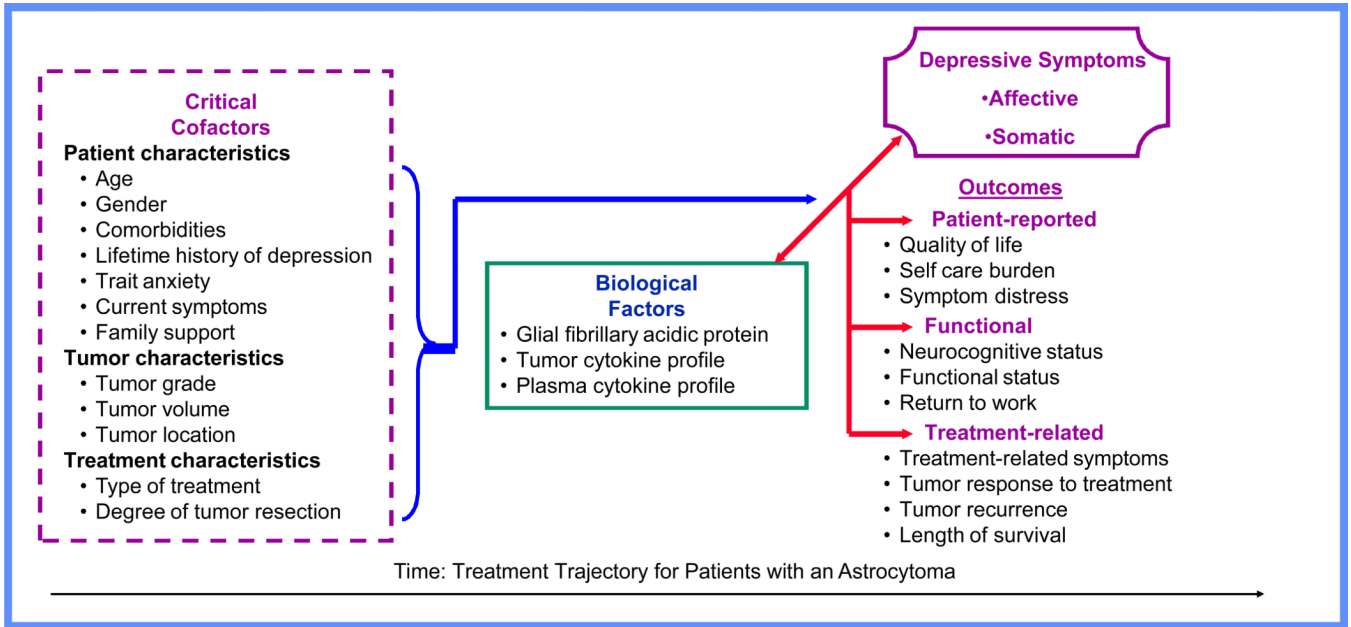 Critical
Cofactors
Patient characteristics
• Age
• Gender
• Comorbidities
• Lifetime history of depression
• Trait anxiety
• Current symptoms
• Family support
Tumor characteristics
• Tumor grade
• Tumor volume
• Tumor location
Treatment characteristics
• Type of treatment
• Degree of tumor resection
Biological
Factors
• Glial fibrillary acidic protein
• Tumor cytokine profile
• Plasma cytokine profile
Depressive Symptoms
•Affective
•Somatic
Outcomes
Patient-reported
• Quality of life
• Self care burden
• Symptom distress
Functional
• Neurocognitive status
• Functional status
• Return to work
Treatment-related
• Treatment-related symptoms
• Tumor response to treatment
• Tumor recurrence
• Length of survival
Time: Treatment Trajectory for Patients with an Astrocytoma